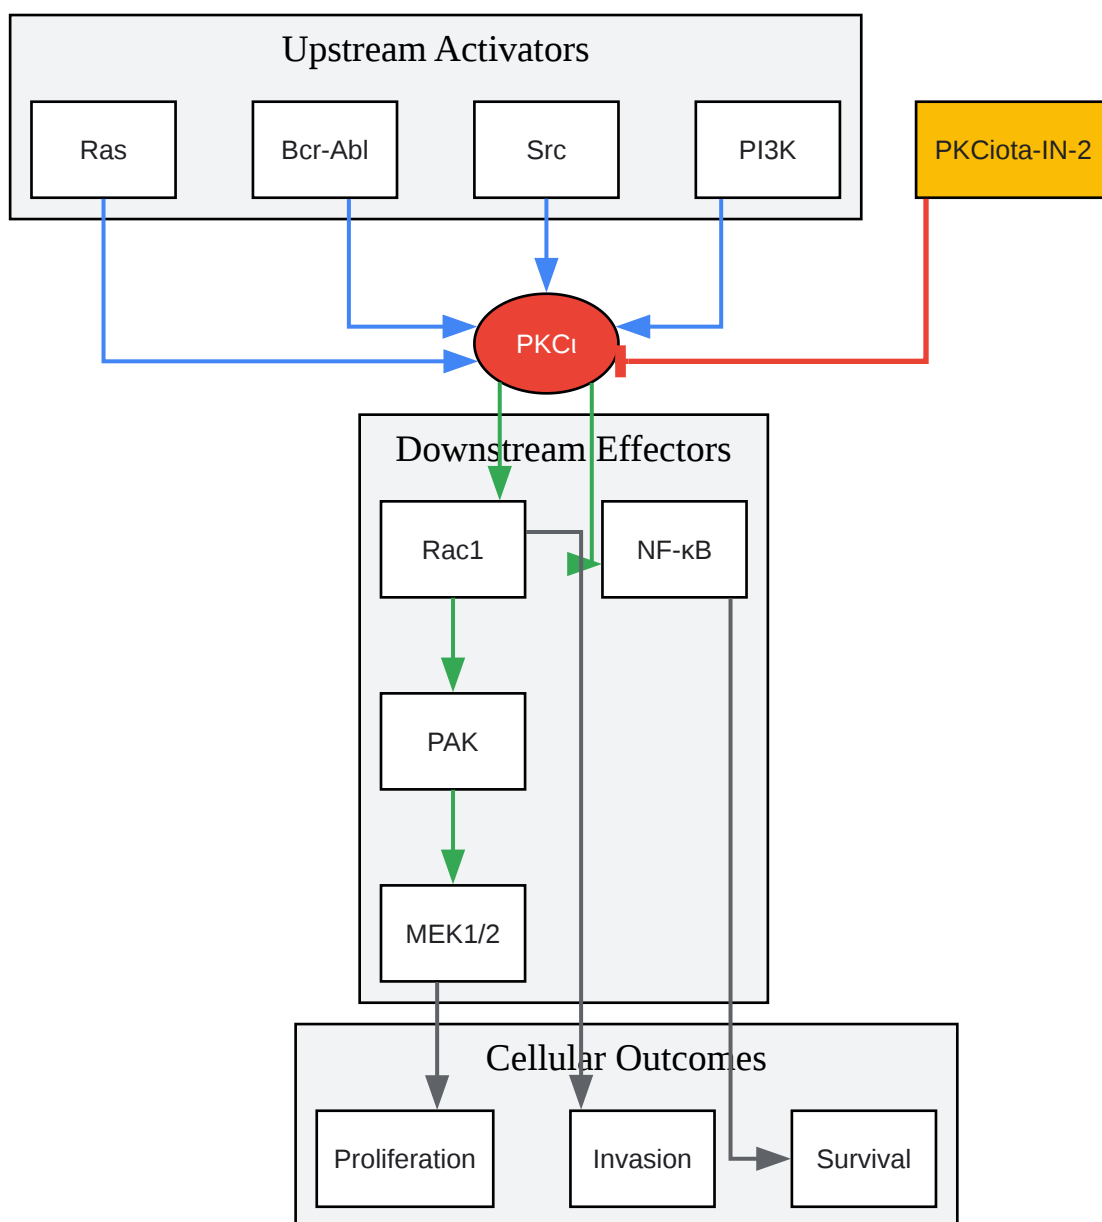 Upstream Activators
Ras
Bcr-Abl
Src
PI3K
PKCiota-IN-2
PKCι
Downstream Effectors
Rac1
NF-κB
PAK
MEK1/2
Cellular Outcomes
Proliferation
Invasion
Survival